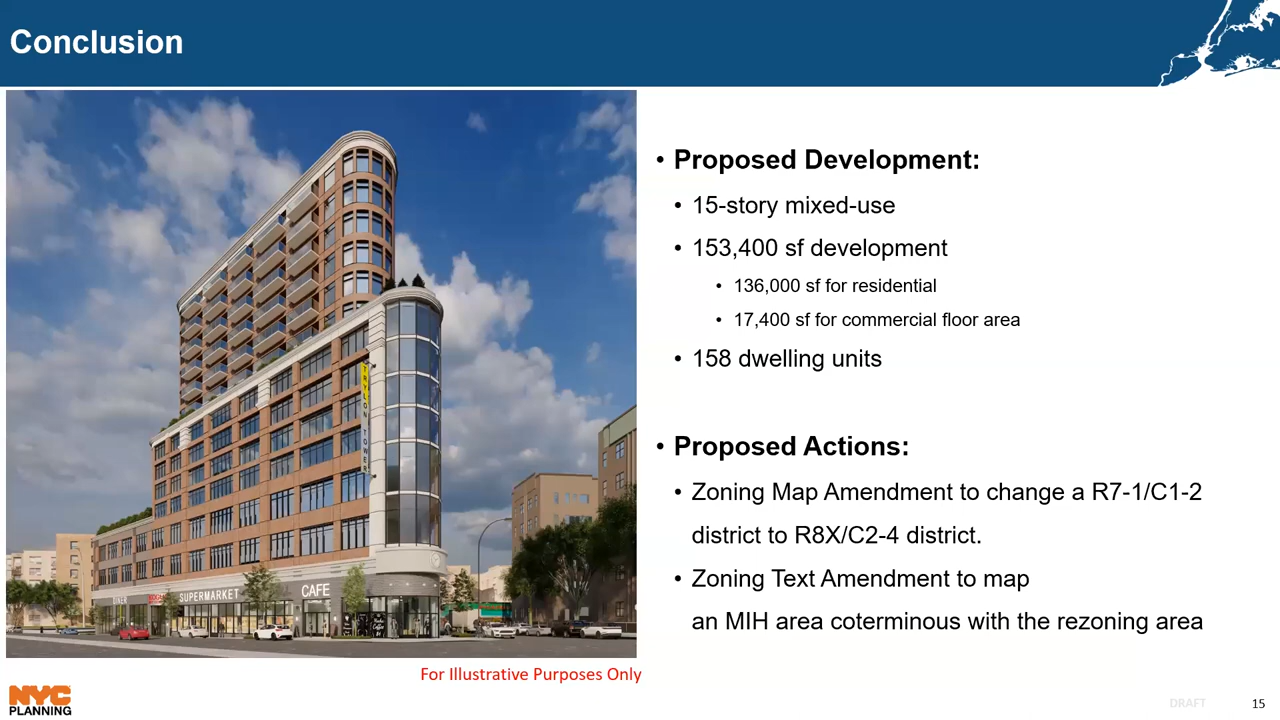 Conclusion
• Proposed Development:
• 15-story mixed-use
• 153,400 sf development
• 136,000 sf for residential
• 17,400 sf for commercial floor area
• 158 dwelling units
• Proposed Actions:
• Zoning Map Amendment to change a R7-1/C1-2
district to R8X/C2-4 district.
• Zoning Text Amendment to map
an MIH area coterminous with the rezoning area
TRYLON TOWER
DINER
SUPERMARKET
CAFE
For Illustrative Purposes Only
NYC
PLANNING
DRAFT
15